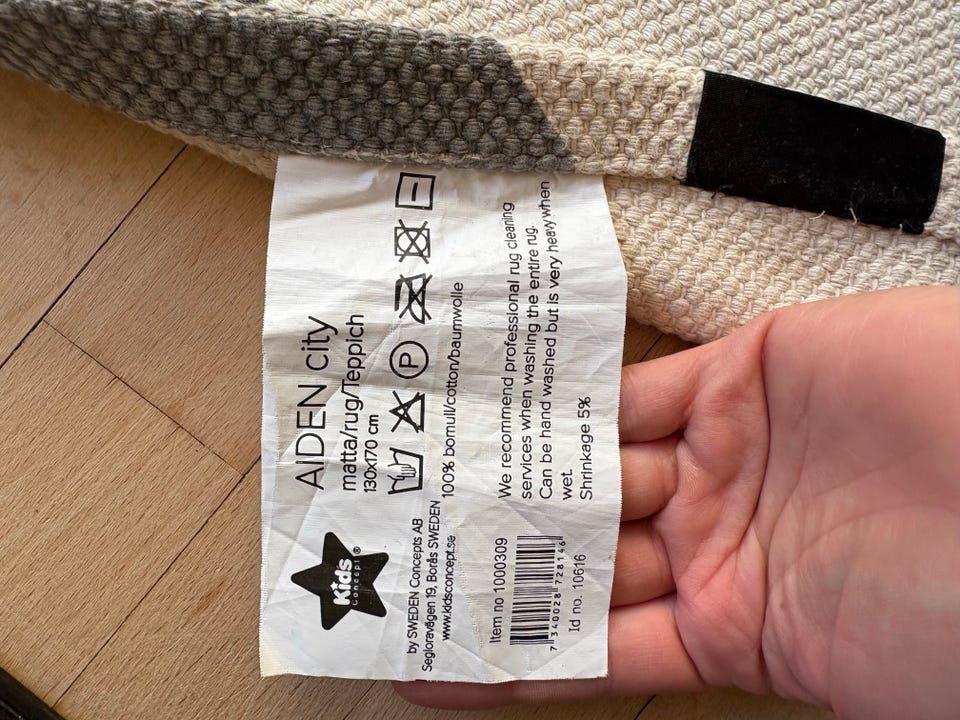 Kids
Concept®
AIDEN city
matta/rug/Teppich
130x170 cm
P
by SWEDEN Concepts AB
Segloravägen 19, Borås SWEDEN
www.kidsconcept.se
100% bomull/cotton/baumwolle
Item no 1000309
7 340028 728146
Id no. 10616
We recommend professional rug cleaning
services when washing the entire rug.
Can be hand washed but is very heavy when
wet.
Shrinkage 5%